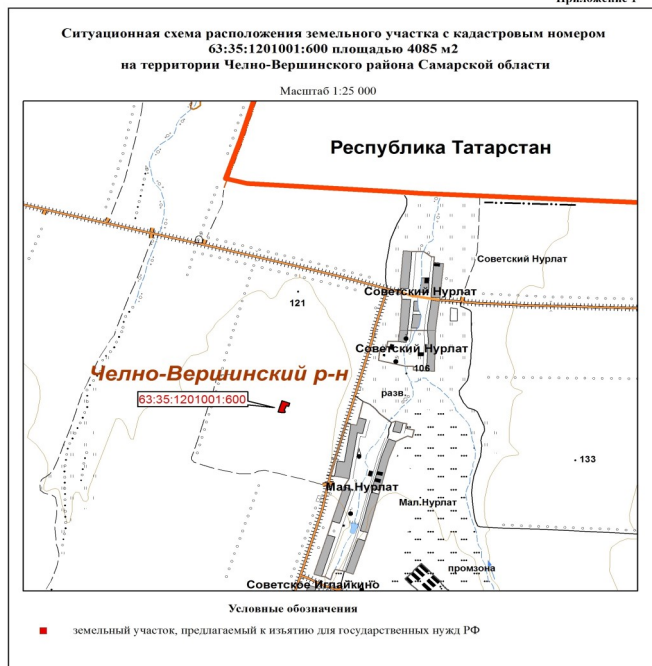 Приложение 1
Ситуационная схема расположения земельного участка с кадастровым номером
63:35:1201001:600 площадью 4085 м2
на территории Челно-Вершинского района Самарской области
Масштаб 1:25 000
Республика Татарстан
Советский Нурлат
Советский Нурлат
121
Советский Нурлат
106
Челно-Вершинский р-н
разв.
63:35:1201001:600
133
Мал.Нурлат
Мал.Нурлат
промзона
Советское Иглайкино
Условные обозначения
земельный участок, предлагаемый к изъятию для государственных нужд РФ